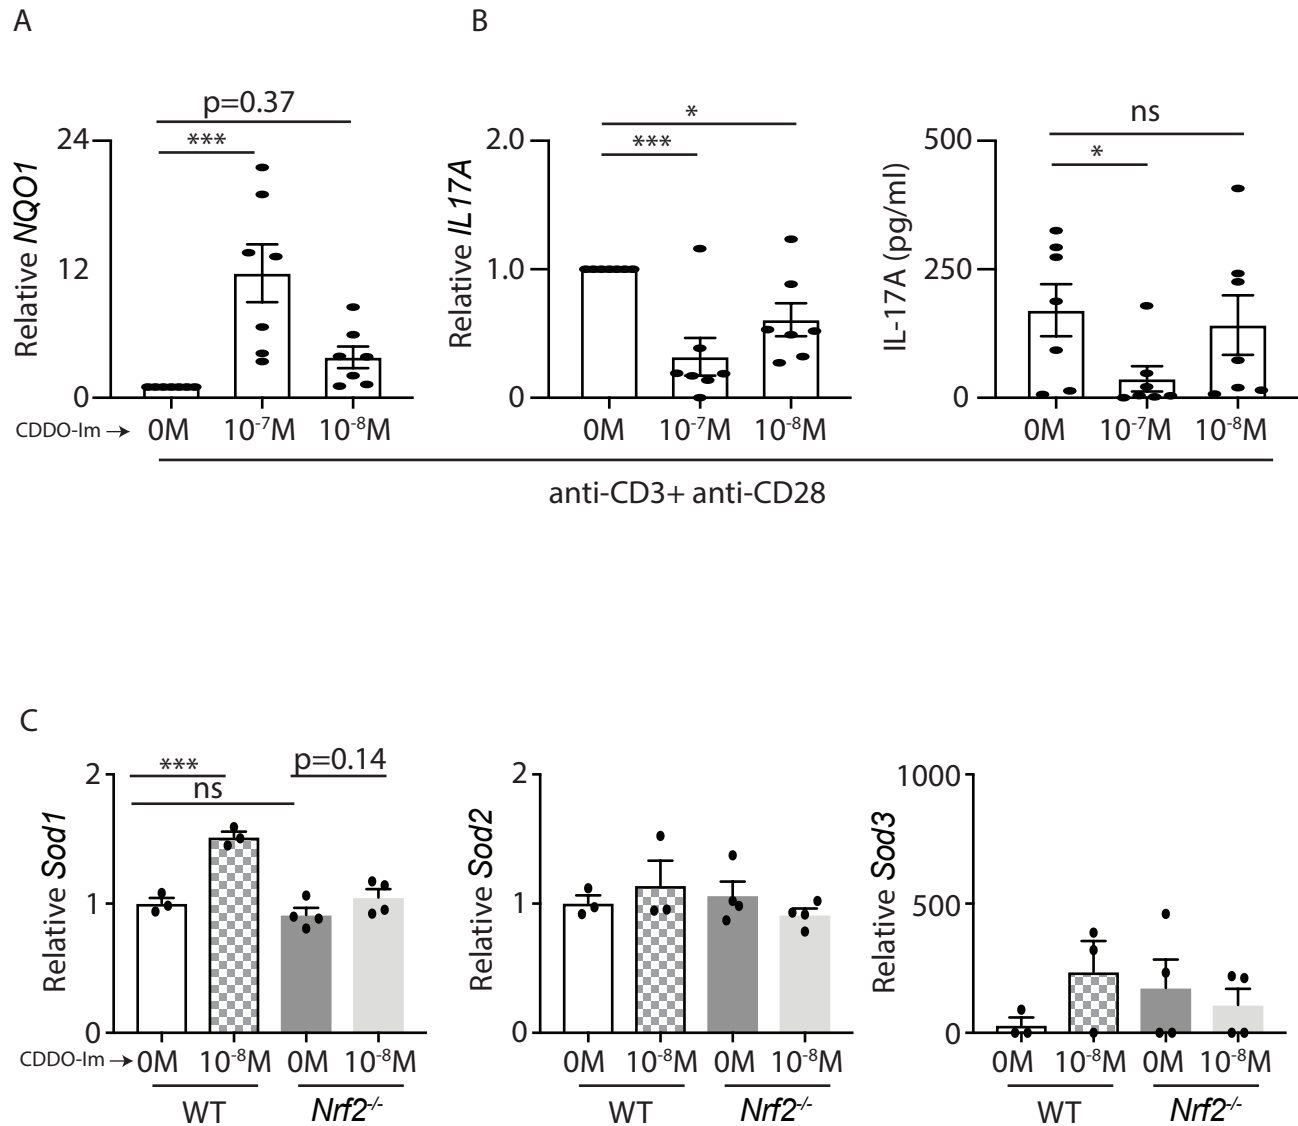 A
B
p=0.37
***
24
12
0
Relative NQO1
CDDO-Im →
0M
10⁻⁷M
10⁻⁸M
*
***
2.0
1.0
0
Relative IL17A
0M
10⁻⁷M
10⁻⁸M
ns
*
500
250
0
IL-17A (pg/ml)
0M
10⁻⁷M
10⁻⁸M
anti-CD3+ anti-CD28
C
***
p=0.14
ns
2
1
0
Relative Sod1
CDDO-Im →
0M
10⁻⁸M
0M
10⁻⁸M
WT
Nrf2⁻/⁻
2
1
0
Relative Sod2
0M
10⁻⁸M
0M
10⁻⁸M
WT
Nrf2⁻/⁻
1000
500
0
Relative Sod3
0M
10⁻⁸M
0M
10⁻⁸M
WT
Nrf2⁻/⁻